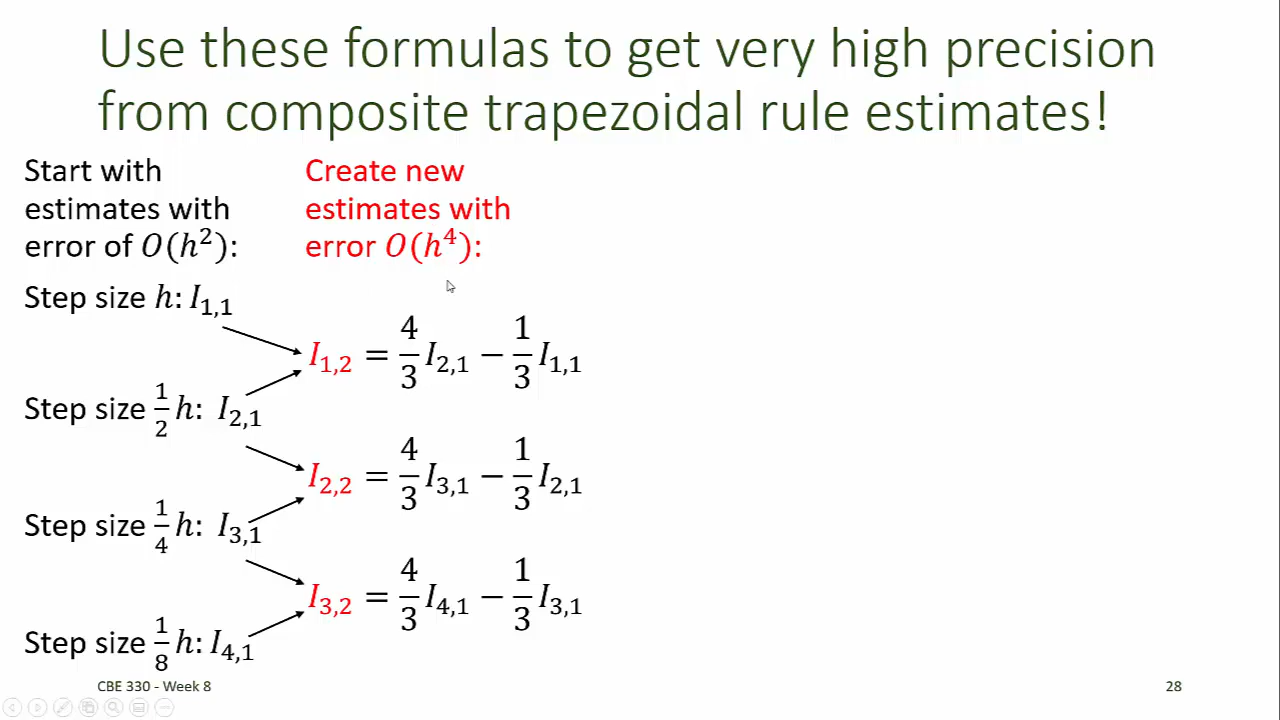 Use these formulas to get very high precision
from composite trapezoidal rule estimates!
Start with
estimates with
error of O(h²):
Create new
estimates with
error O(h⁴):
Step size h: I₁,₁
I₁,₂ = 4/3 I₂,₁ − 1/3 I₁,₁
Step size 1/2 h: I₂,₁
I₂,₂ = 4/3 I₃,₁ − 1/3 I₂,₁
Step size 1/4 h: I₃,₁
I₃,₂ = 4/3 I₄,₁ − 1/3 I₃,₁
Step size 1/8 h: I₄,₁
CBE 330 - Week 8
28